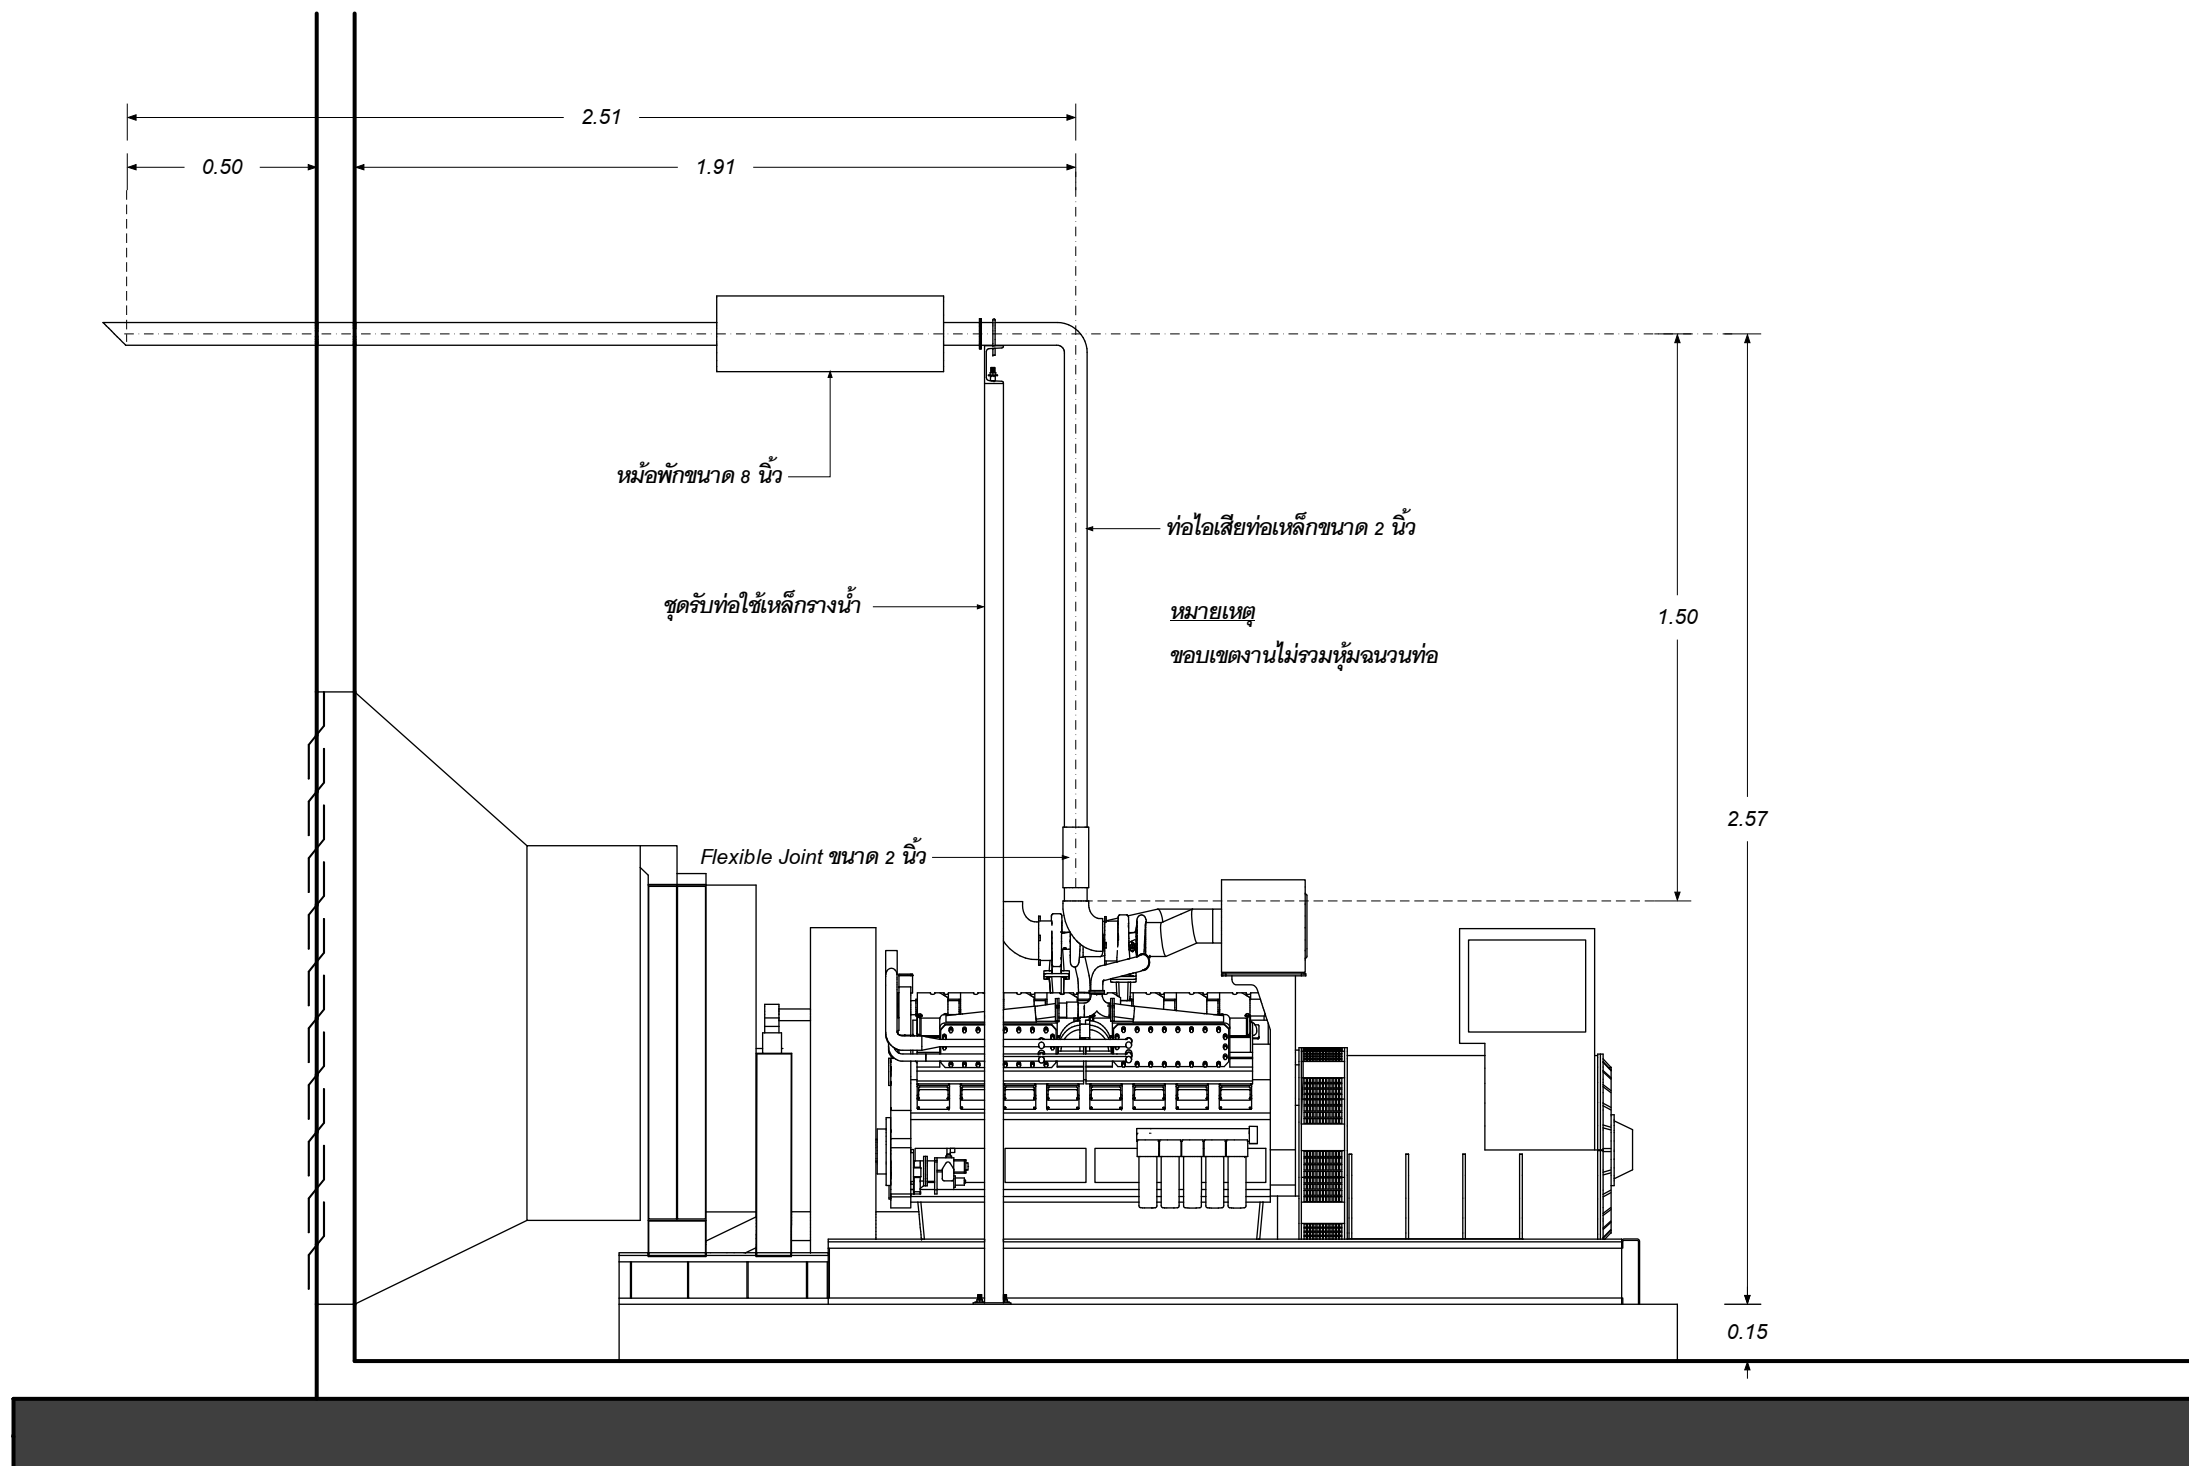 2.51
0.50
1.91
หม้อพักขนาด 8 นิ้ว
ท่อไอเสียท่อเหล็กขนาด 2 นิ้ว
ชุดรับท่อใช้เหล็กรางน้ำ
หมายเหตุ
ขอบเขตงานไม่รวมหุ้มฉนวนท่อ
1.50
2.57
Flexible Joint ขนาด 2 นิ้ว
0.15